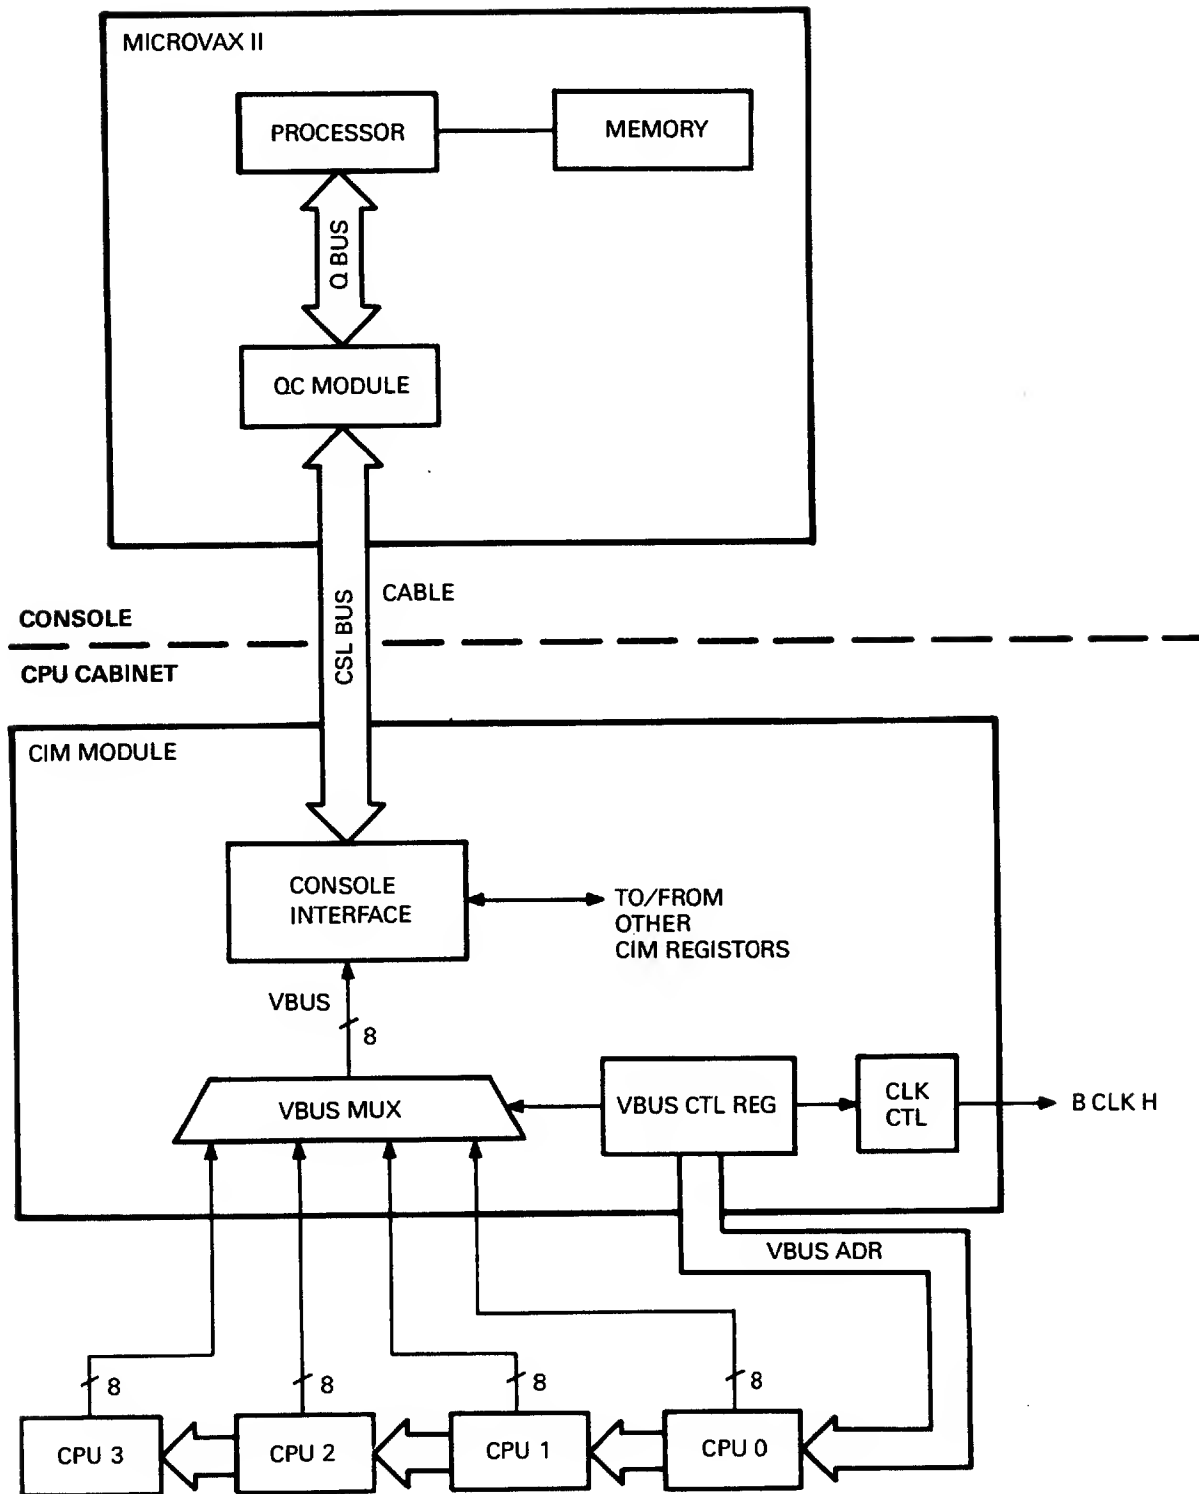 MICROVAX II
PROCESSOR
MEMORY
Q BUS
QC MODULE
CABLE
CSL BUS
CONSOLE
CPU CABINET
CIM MODULE
CONSOLE
INTERFACE
TO/FROM
OTHER
CIM REGISTORS
VBUS
8
VBUS MUX
VBUS CTL REG
CLK
CTL
B CLK H
VBUS ADR
8
8
8
8
CPU 3
CPU 2
CPU 1
CPU 0